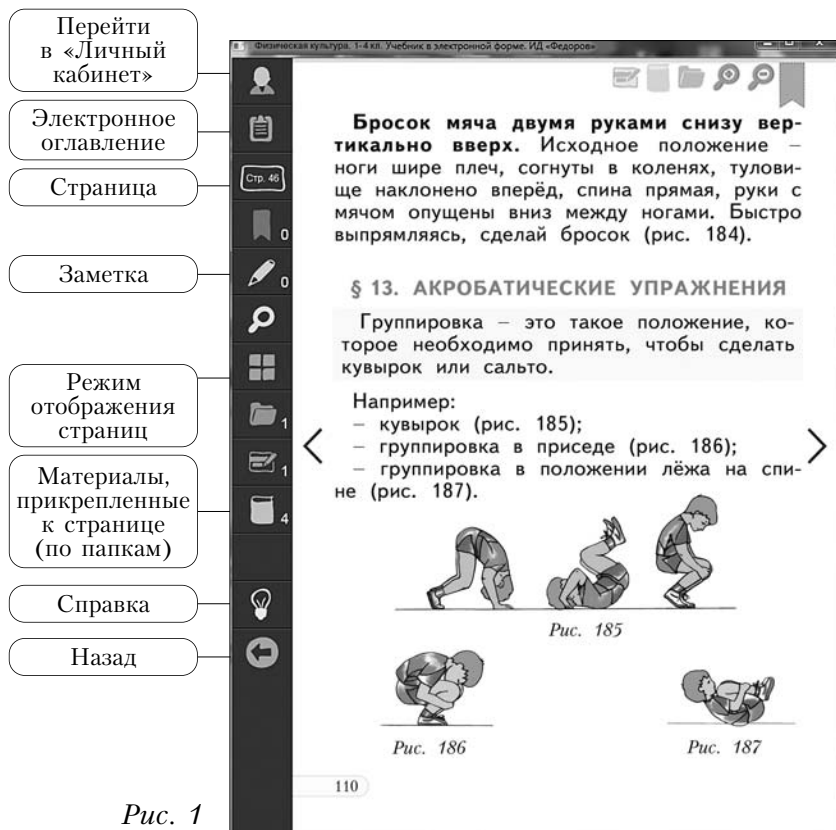 Перейти
в «Личный
кабинет»
Электронное
оглавление
Страница
Заметка
Режим
отображения
страниц
Материалы,
прикрепленные
к странице
(по папкам)
Справка
Назад
Рис. 1
Физическая культура. 1-4 кл. Учебник в электронной форме. ИД «Федоров»
Стр. 46
0
0
1
1
4
Бросок мяча двумя руками снизу вер-
тикально вверх. Исходное положение –
ноги шире плеч, согнуты в коленях, тулови-
ще наклонено вперёд, спина прямая, руки с
мячом опущены вниз между ногами. Быстро
выпрямляясь, сделай бросок (рис. 184).
§ 13. АКРОБАТИЧЕСКИЕ УПРАЖНЕНИЯ
Группировка – это такое положение, ко-
торое необходимо принять, чтобы сделать
кувырок или сальто.
Например:
– кувырок (рис. 185);
– группировка в приседе (рис. 186);
– группировка в положении лёжа на спи-
не (рис. 187).
Рис. 185
Рис. 186
Рис. 187
110